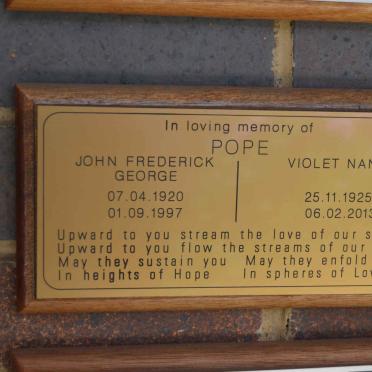 In loving memory of
POPE
JOHN FREDERICK VIOLET
GEORGE
07.04.1920 25.11.1925
01.09.1997 06.02.2013
Upward to you stream the love of our
Upward to you flow the streams of our
May they sustain you May they enfold
In heights of Hope In spheres of